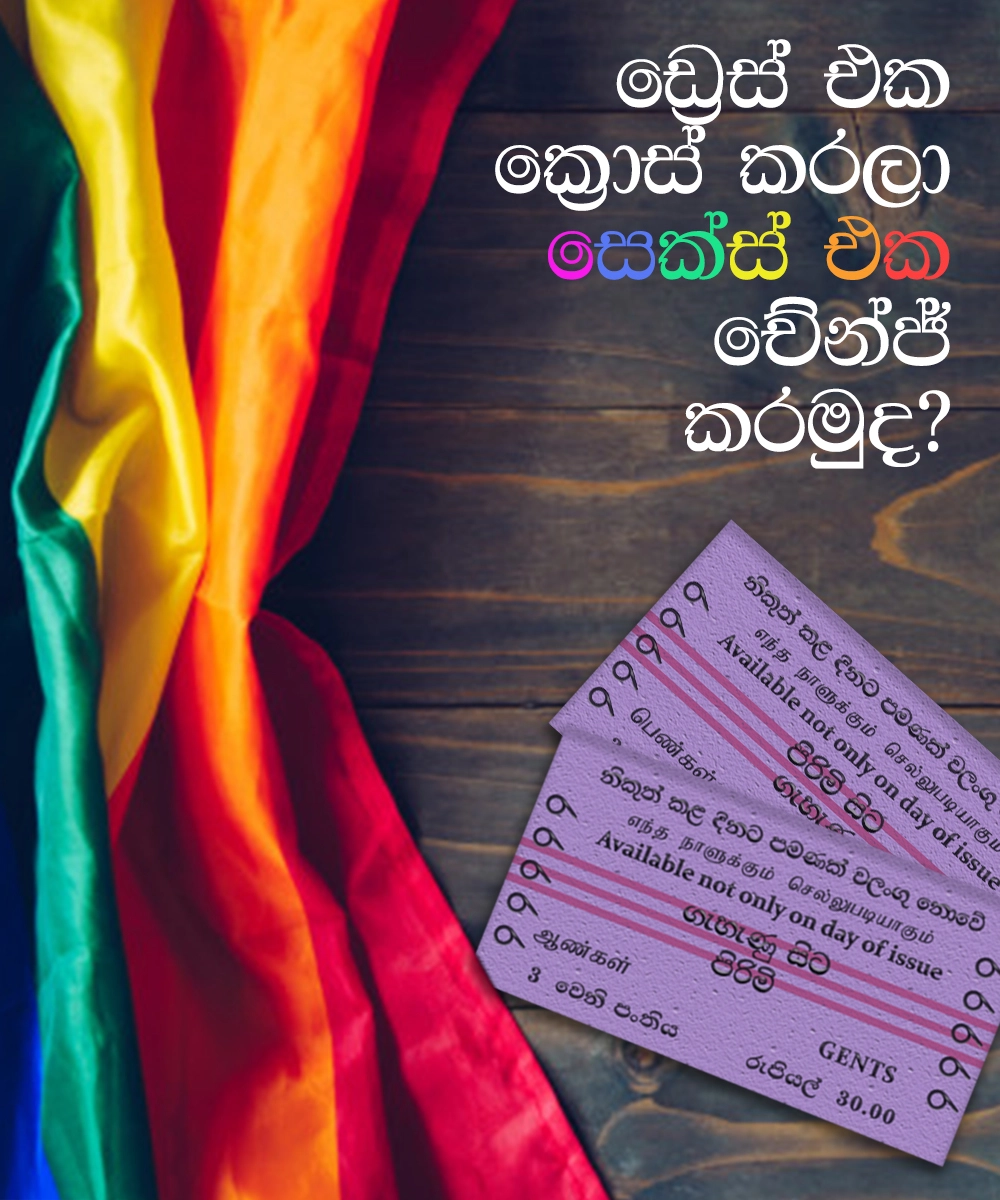 ඩ්‍රෙස් එක
ක්‍රොස් කරලා
සෙක්ස් එක
චේන්ජ්
කරමුද?
නිකුත් කළ දිනට පමණක් වලංගු
எந்த நாளுக்கும் செல்லுபடியாகும்
Available not only on day of issue
පිරිමි සිට
ගැහැණු
பெண்கள்
නිකුත් කළ දිනට පමණක් වලංගු නොවේ
எந்த நாளுக்கும் செல்லுபடியாகும்
Available not only on day of issue
ගැහැණු සිට
පිරිමි
ஆண்கள்
3 වෙනි පංතිය
GENTS
රුපියල් 30.00